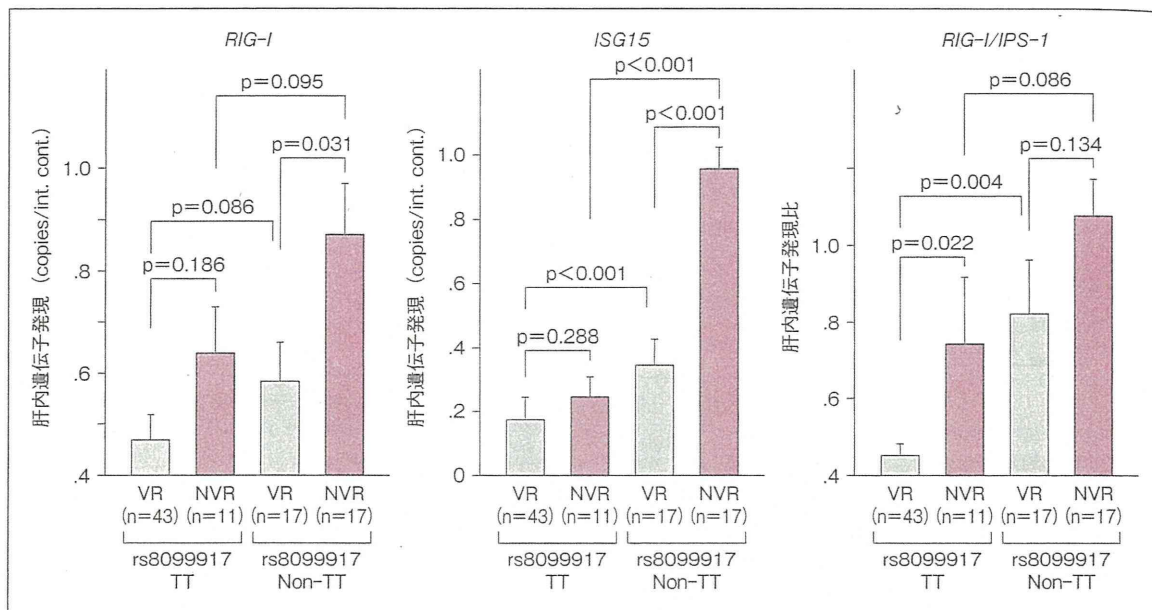 RIG-I
肝内遺伝子発現 (copies/int. cont.)
1.0
.8
.6
.4
p=0.095
p=0.031
p=0.086
p=0.186
VR NVR VR NVR
(n=43) (n=11) (n=17) (n=17)
rs8099917 rs8099917
TT Non-TT
ISG15
肝内遺伝子発現 (copies/int. cont.)
1.0
.8
.6
.4
.2
0
p<0.001
p<0.001
p<0.001
p=0.288
VR NVR VR NVR
(n=43) (n=11) (n=17) (n=17)
rs8099917 rs8099917
TT Non-TT
RIG-I/IPS-1
肝内遺伝子発現比
1.0
.8
.6
.4
p=0.086
p=0.134
p=0.004
p=0.022
VR NVR VR NVR
(n=43) (n=11) (n=17) (n=17)
rs8099917 rs8099917
TT Non-TT